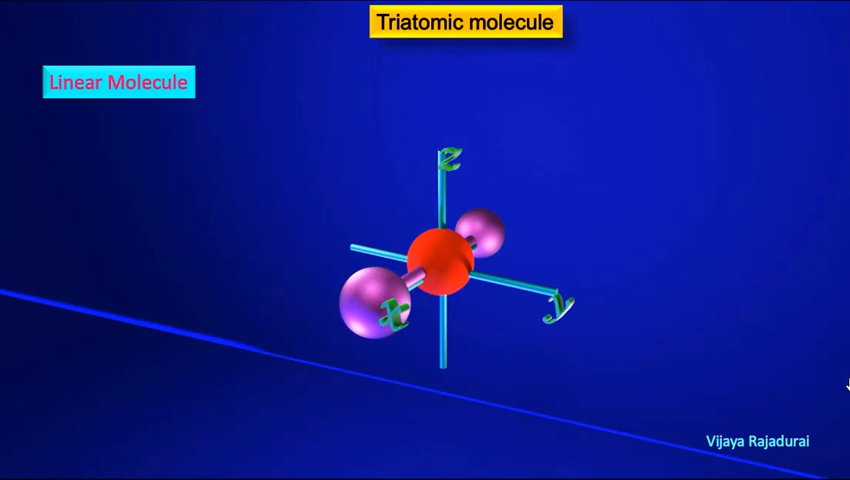 Triatomic molecule
Linear Molecule
z
x
y
Vijaya Rajadurai